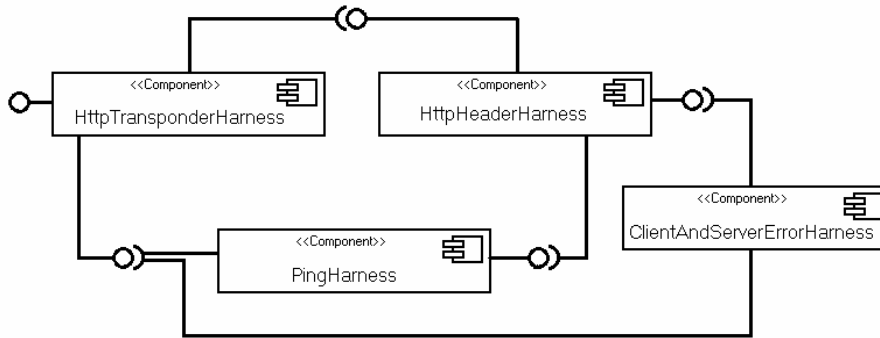 <<Component>>
HttpTransponderHarness
<<Component>>
HttpHeaderHarness
<<Component>>
ClientAndServerErrorHarness
<<Component>>
PingHarness